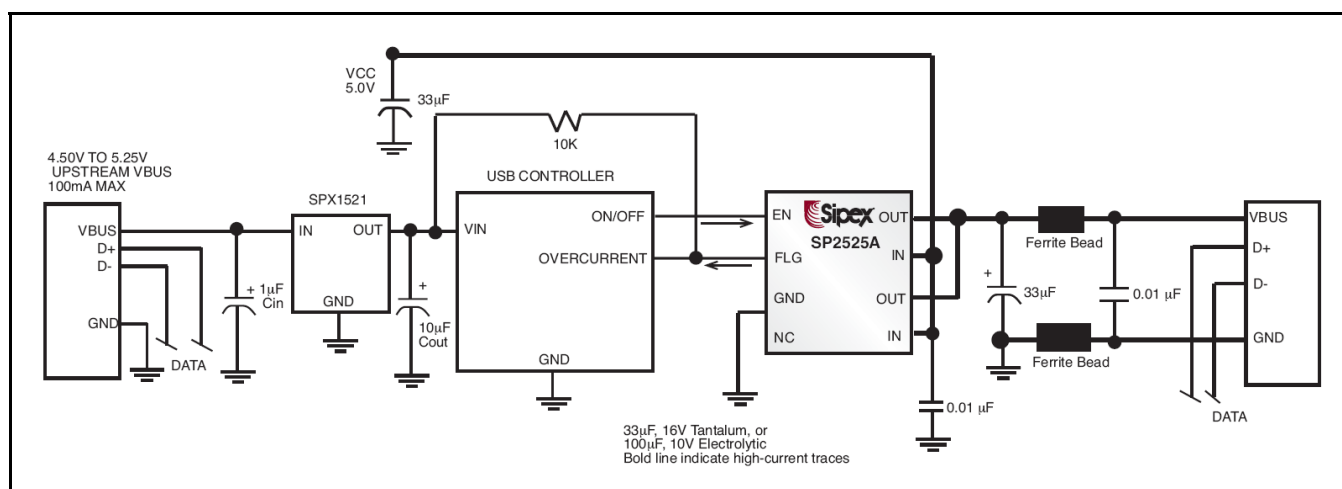 VCC
5.0V
33µF
10K
4.50V TO 5.25V
UPSTREAM VBUS
100mA MAX
SPX1521
USB CONTROLLER
VBUS
D+
D-
GND
DATA
+ 1µF
Cin
IN
OUT
GND
+
10µF
Cout
VIN
ON/OFF
OVERCURRENT
GND
EN
FLG
GND
NC
Sipex
SP2525A
OUT
IN
OUT
IN
0.01 µF
+
33µF
Ferrite Bead
Ferrite Bead
0.01 µF
VBUS
D+
D-
GND
DATA
33µF, 16V Tantalum, or
100µF, 10V Electrolytic
Bold line indicate high-current traces